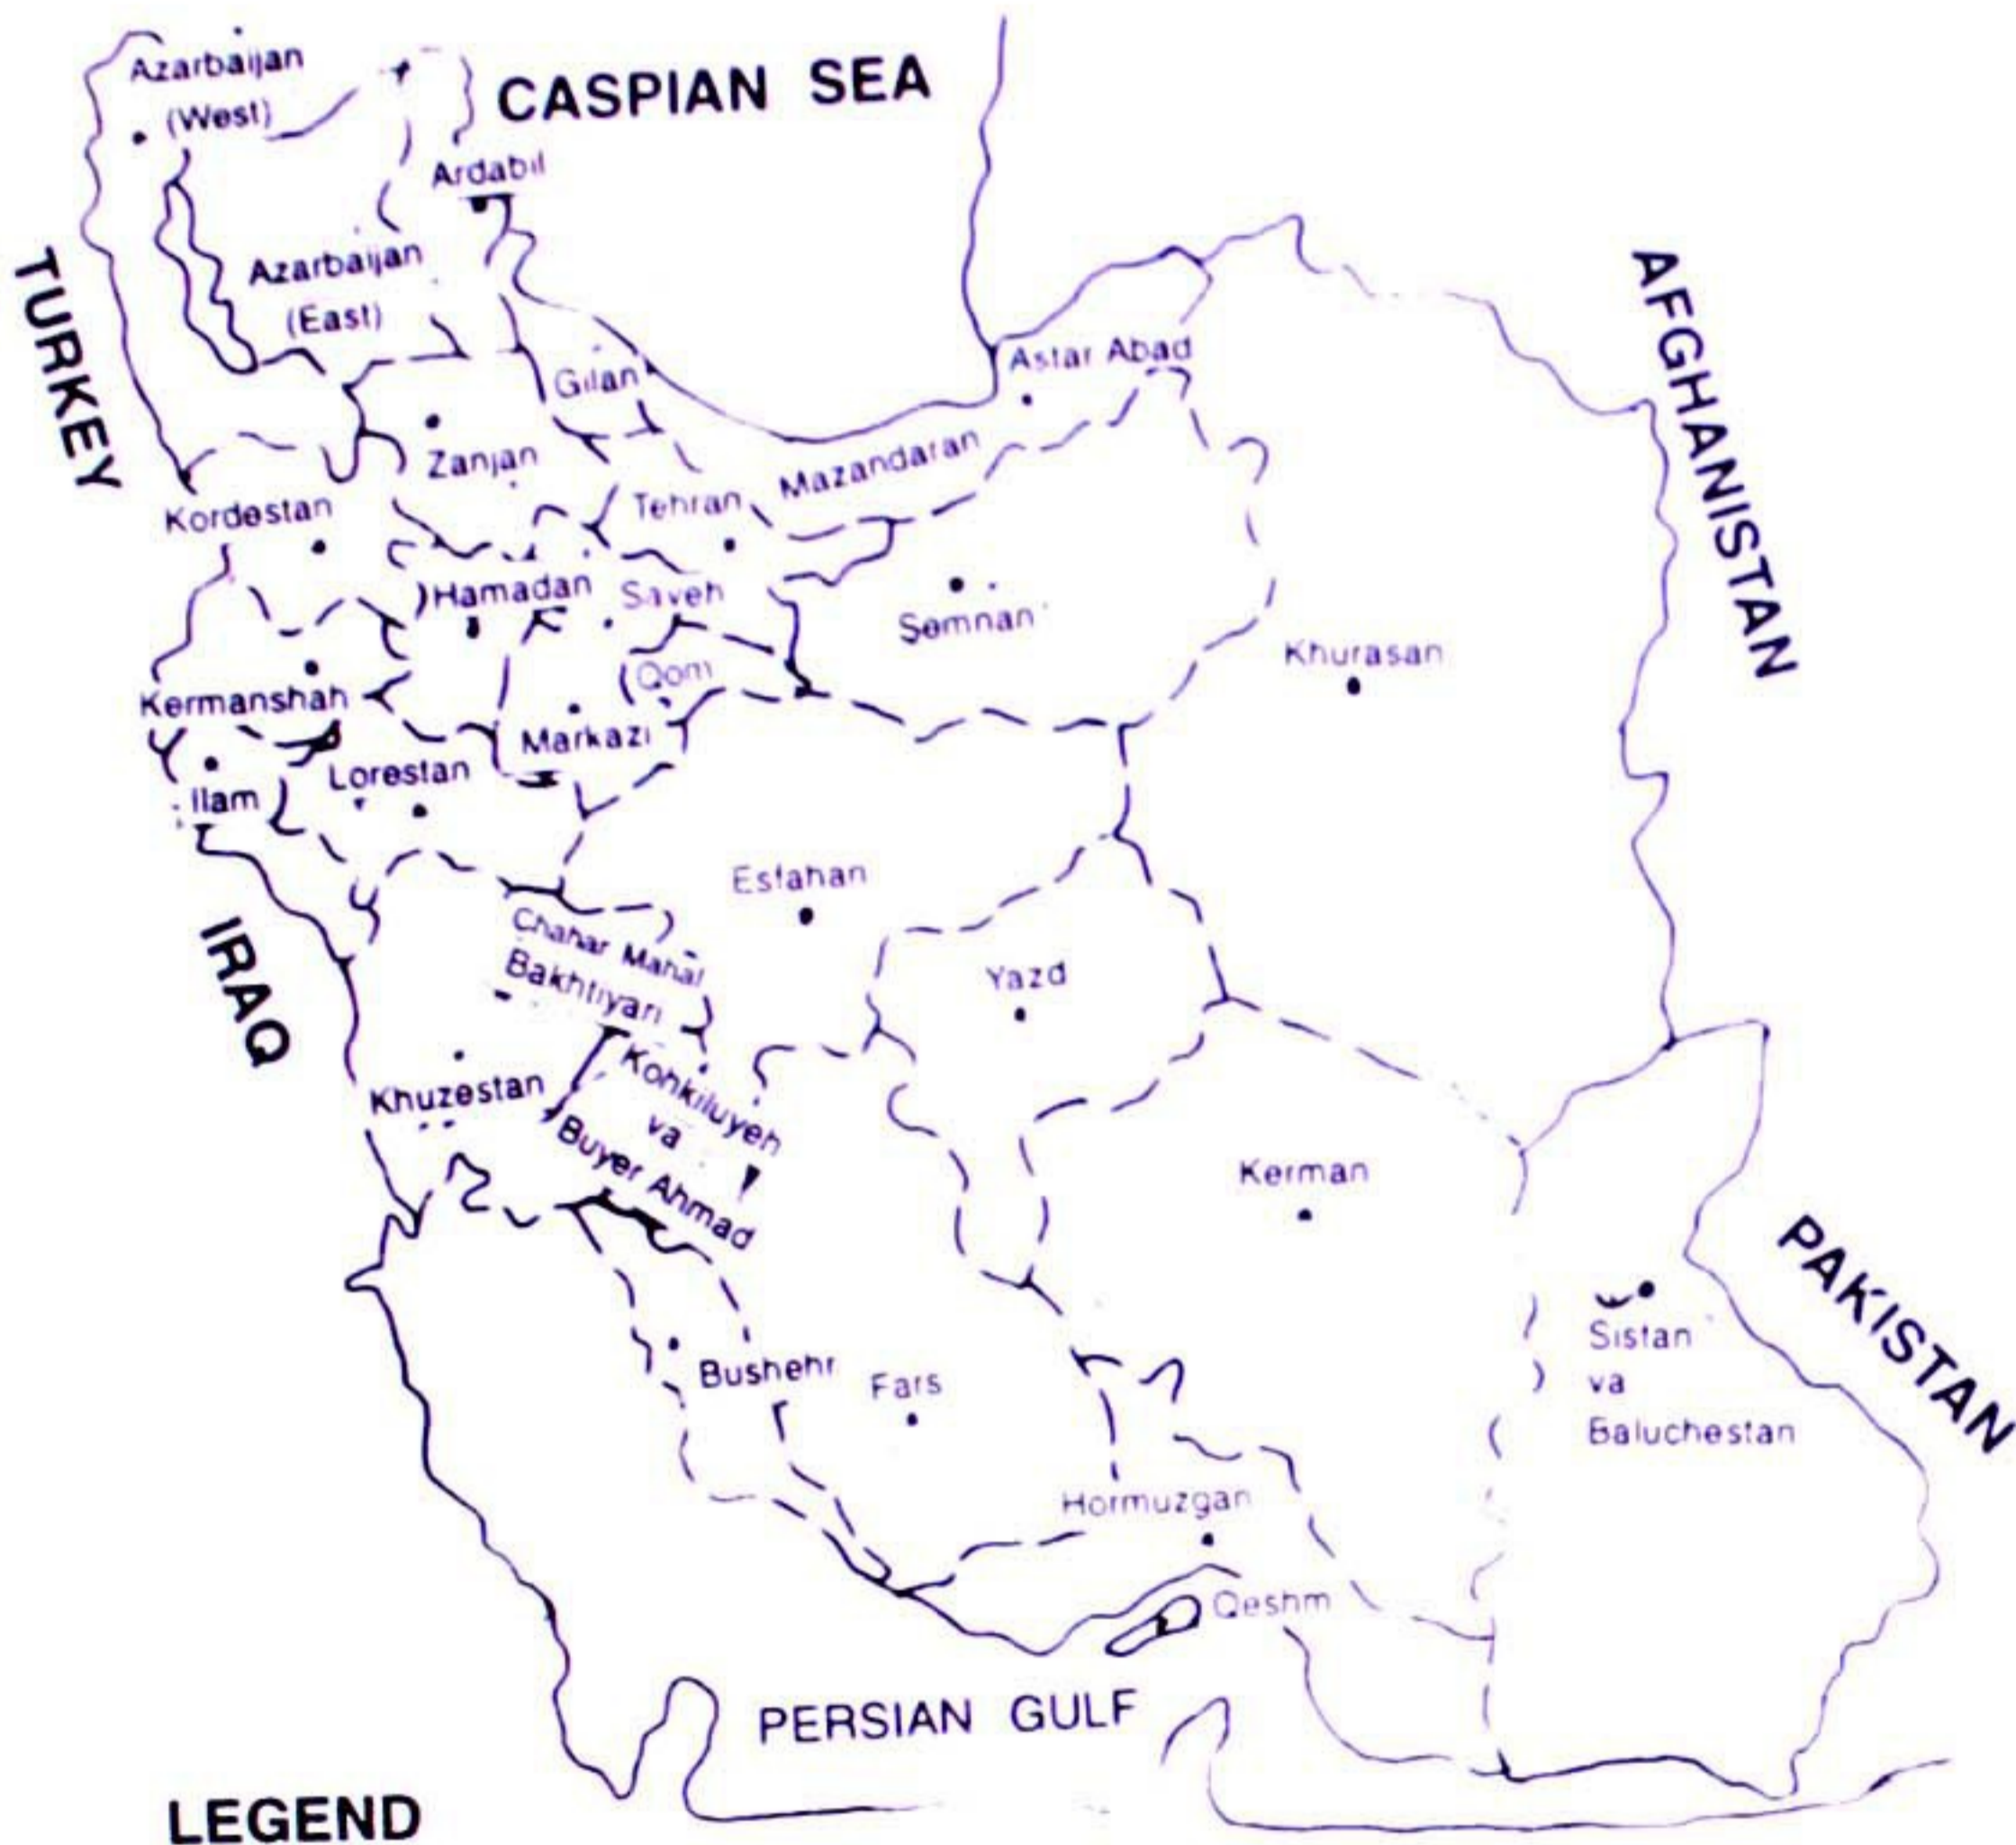 Azarbaijan
(West)
CASPIAN SEA
Ardabil
Azarbaijan
(East)
TURKEY
AFGHANISTAN
Gilan
Astar Abad
Zanjan
Mazandaran
Tehran
Kordestan
Hamadan
Saveh
Semnan
Khurasan
Qom
Kermanshah
Markazi
Lorestan
Ilam
Esfahan
IRAQ
Chahar Mahal
Bakhtiyari
Yazd
Khuzestan
Kohkiluyeh
va
Buyer Ahmad
Kerman
PAKISTAN
Sistan
va
Baluchestan
Bushehr
Fars
Hormuzgan
Qeshm
PERSIAN GULF
LEGEND